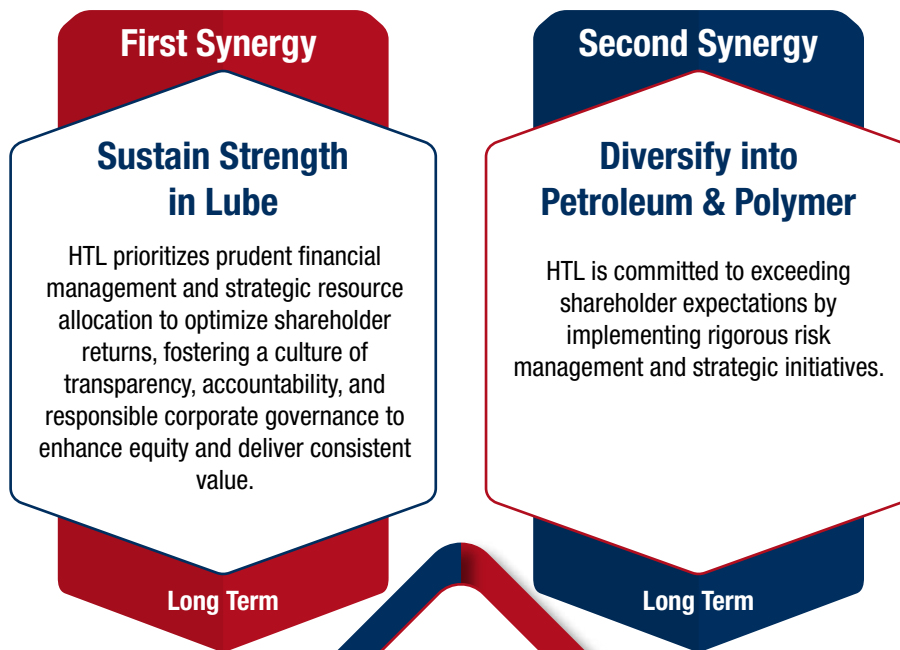 First Synergy
Sustain Strength
in Lube
HTL prioritizes prudent financial
management and strategic resource
allocation to optimize shareholder
returns, fostering a culture of
transparency, accountability, and
responsible corporate governance to
enhance equity and deliver consistent
value.
Long Term
Second Synergy
Diversify into
Petroleum & Polymer
HTL is committed to exceeding
shareholder expectations by
implementing rigorous risk
management and strategic initiatives.
Long Term